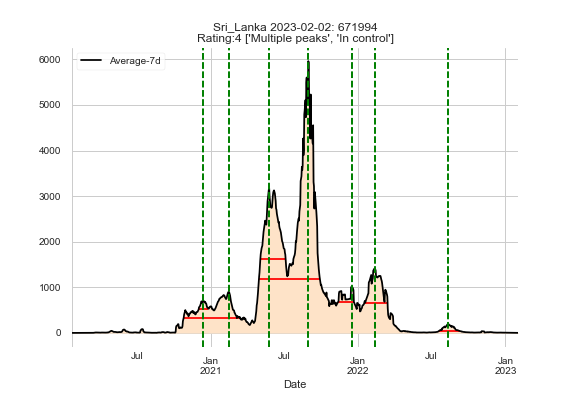 Sri_Lanka 2023-02-02: 671994
Rating:4 ['Multiple peaks', 'In control']
Average-7d
6000
5000
4000
3000
2000
1000
0
Jul
Jan
2021
Jul
Jan
2022
Jul
Jan
2023
Date